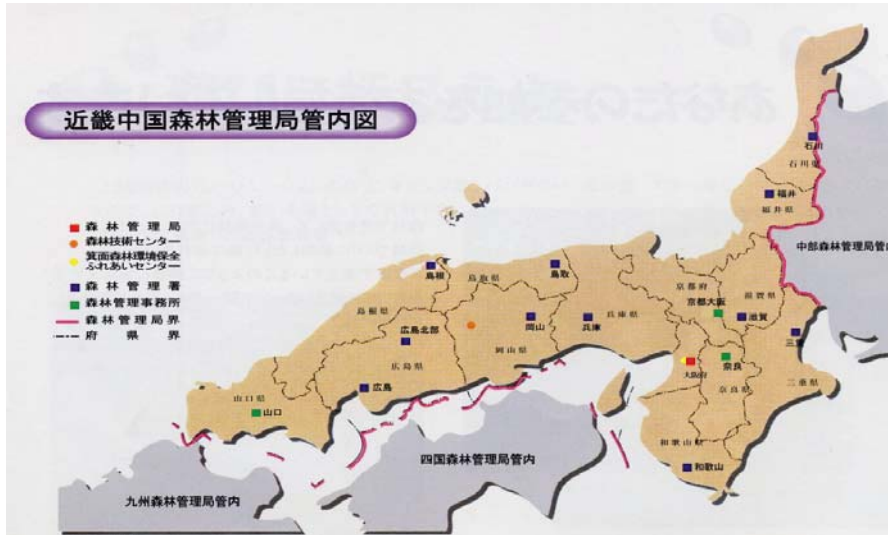 近畿中国森林管理局管内図
森林管理局
森林技術センター
箕面森林環境保全
ふれあいセンター
森林管理署
森林管理事務所
森林管理局界
府県界
石川
石川県
福井
福井県
中部森林管理局管
島根
鳥取県
鳥取
京都府
京都大阪
滋賀県
滋賀
島根県
広島北部
岡山
兵庫
兵庫県
三重
岡山県
広島県
広島
大阪府
奈良
奈良県
三重県
山口県
山口
和歌山県
和歌山
四国森林管理局管内
九州森林管理局管内